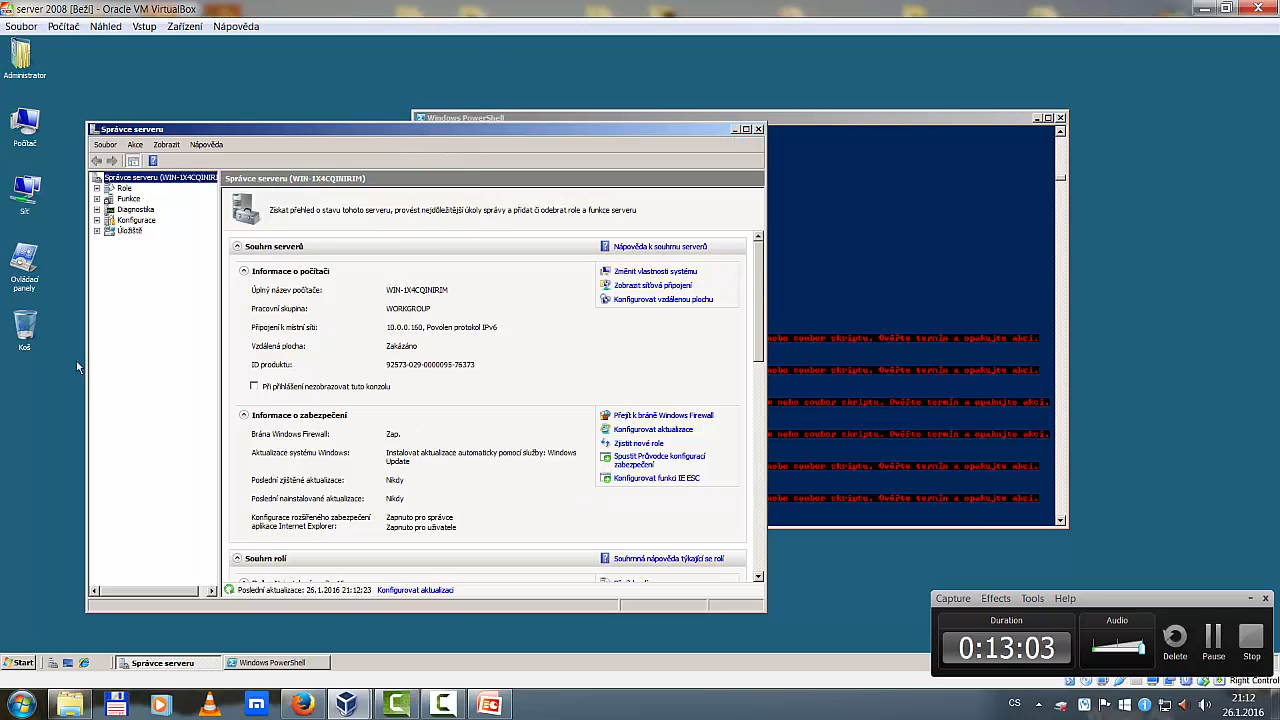 server 2008 [Beží] - Oracle VM VirtualBox
Soubor Počítač Náhled Vstup Zařízení Nápověda
Administrator
Počítač
Síť
Ovládací
panely
Koš
Windows PowerShell
Správce serveru
Soubor Akce Zobrazit Nápověda
Správce serveru (WIN-1X4CQINIRI
Role
Funkce
Diagnostika
Konfigurace
Úložiště
Správce serveru (WIN-1X4CQINIRIM)
Získat přehled o stavu tohoto serveru, provést nejdůležitější úkoly správy a přidat či odebrat role a funkce serveru
Souhrn serverů
Nápověda k souhrnu serverů
Informace o počítači
Úplný název počítače: WIN-1X4CQINIRIM
Pracovní skupina: WORKGROUP
Připojení k místní síti: 10.0.0.160, Povolen protokol IPv6
Vzdálená plocha: Zakázáno
ID produktu: 92573-029-0000095-76373
Při přihlášení nezobrazovat tuto konzolu
Změnit vlastnosti systému
Zobrazit síťová připojení
Konfigurovat vzdálenou plochu
Informace o zabezpečení
Brána Windows Firewall: Zap.
Aktualizace systému Windows: Instalovat aktualizace automaticky pomocí služby: Windows
Update
Poslední zjištěné aktualizace: Nikdy
Poslední nainstalované aktualizace: Nikdy
Konfigurace rozšířeného zabezpečení
aplikace Internet Explorer:
Zapnuto pro správce
Zapnuto pro uživatele
Přejít k bráně Windows Firewall
Konfigurovat aktualizace
Zjistit nové role
Spustit Průvodce konfigurací
zabezpečení
Konfigurovat funkci IE ESC
Souhrn rolí
Souhrnná nápověda týkající se rolí
Poslední aktualizace: 26.1.2016 21:12:23 Konfigurovat aktualizaci
nebo soubor skriptu. Ověřte termín a opakujte akci.
nebo soubor skriptu. Ověřte termín a opakujte akci.
m nebo soubor skriptu. Ověřte termín a opakujte akci.
m nebo soubor skriptu. Ověřte termín a opakujte akci.
nebo soubor skriptu. Ověřte termín a opakujte akci.
nebo soubor skriptu. Ověřte termín a opakujte akci.
Capture Effects Tools Help
Duration
0:13:03
Audio
Delete Pause Stop
Start
Správce serveru
Windows PowerShell
Right Control
CS
21:12
26.1.2016